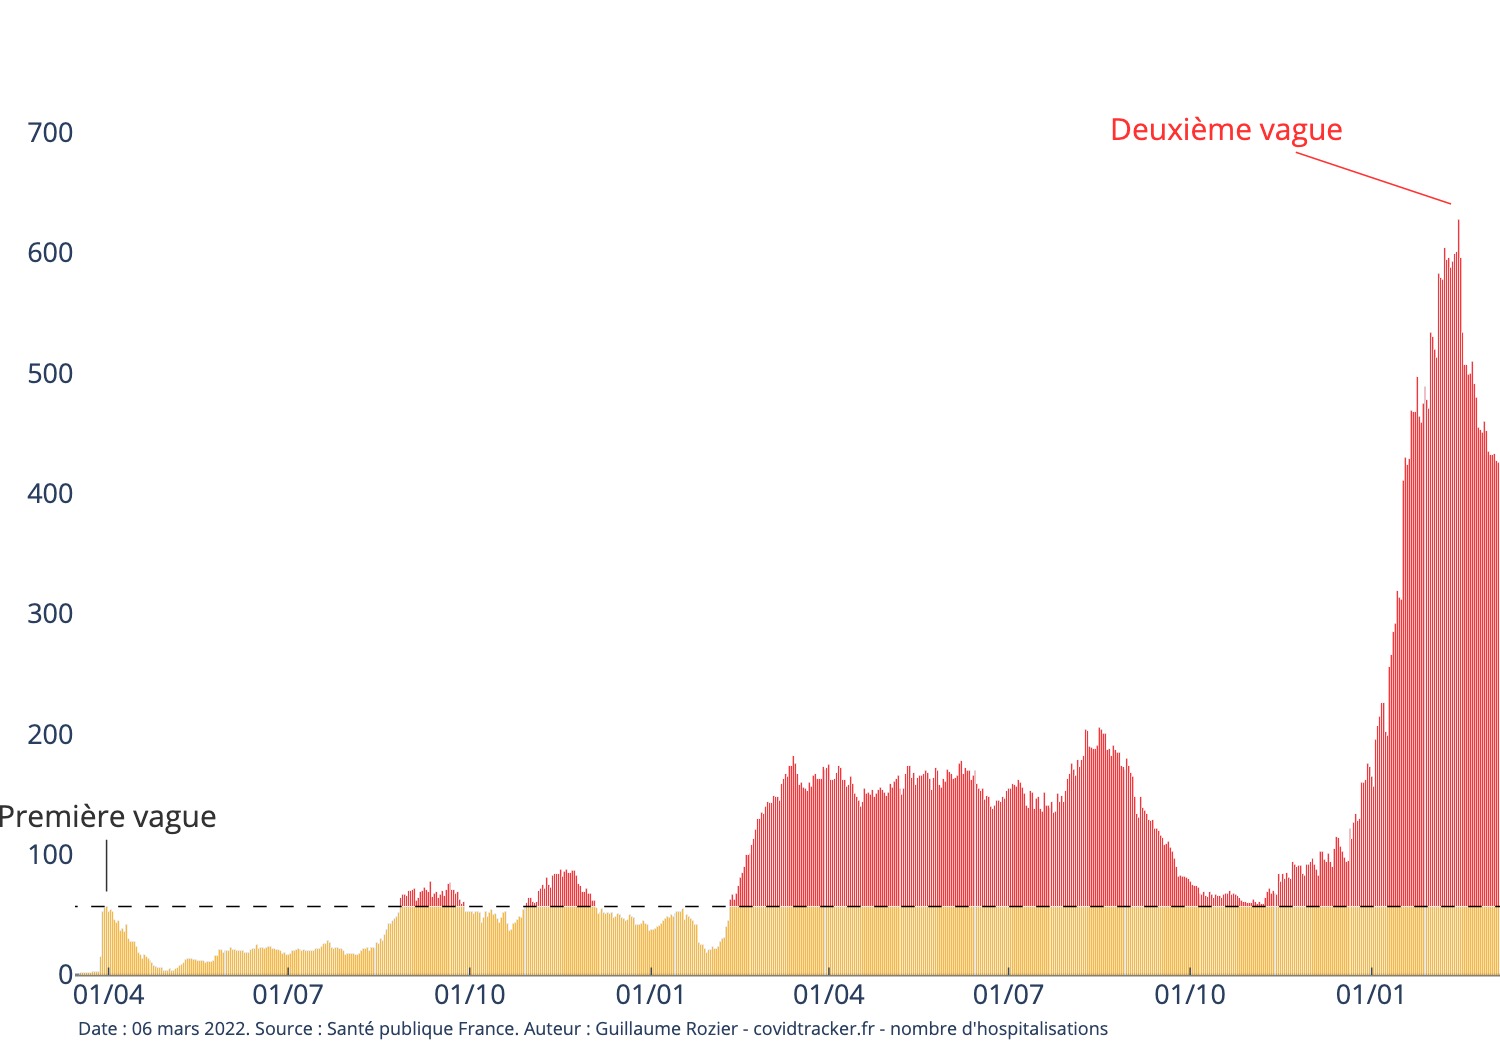 700
Deuxième vague
600
500
400
300
200
Première vague
100
0
01/04 01/07 01/10 01/01 01/04 01/07 01/10 01/01
Date : 06 mars 2022. Source : Santé publique France. Auteur : Guillaume Rozier - covidtracker.fr - nombre d'hospitalisations